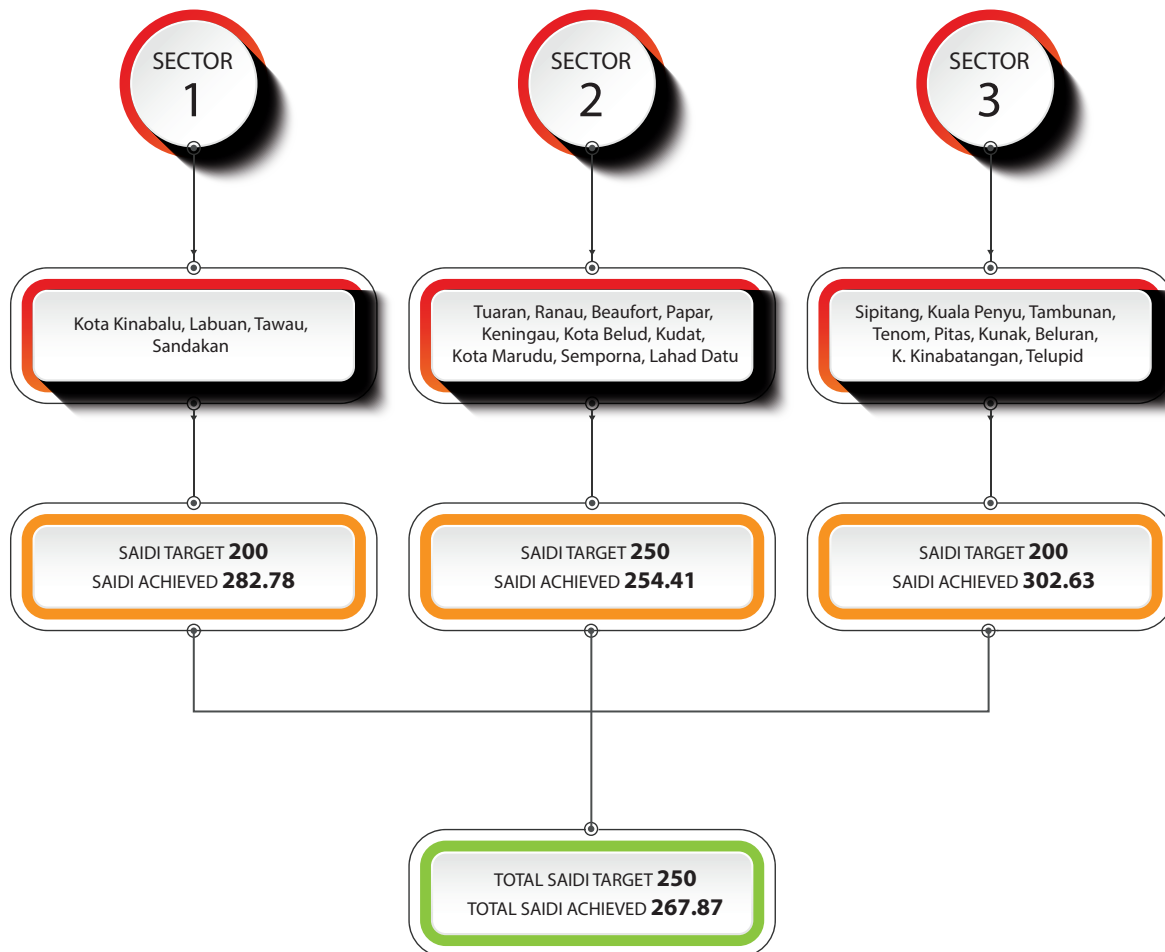 SECTOR
1
SECTOR
2
SECTOR
3
Kota Kinabalu, Labuan, Tawau,
Sandakan
Tuaran, Ranau, Beaufort, Papar,
Keningau, Kota Belud, Kudat,
Kota Marudu, Semporna, Lahad Datu
Sipitang, Kuala Penyu, Tambunan,
Tenom, Pitas, Kunak, Beluran,
K. Kinabatangan, Telupid
SAIDI TARGET 200
SAIDI ACHIEVED 282.78
SAIDI TARGET 250
SAIDI ACHIEVED 254.41
SAIDI TARGET 200
SAIDI ACHIEVED 302.63
TOTAL SAIDI TARGET 250
TOTAL SAIDI ACHIEVED 267.87